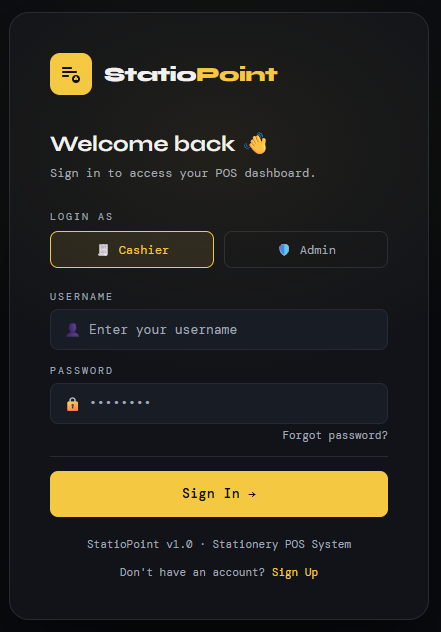 StatioPoint
Welcome back 👋
Sign in to access your POS dashboard.
LOGIN AS
🧾 Cashier
🛡️ Admin
USERNAME
👤 Enter your username
PASSWORD
🔒 ••••••••
Forgot password?
Sign In →
StatioPoint v1.0 · Stationery POS System
Don't have an account? Sign Up